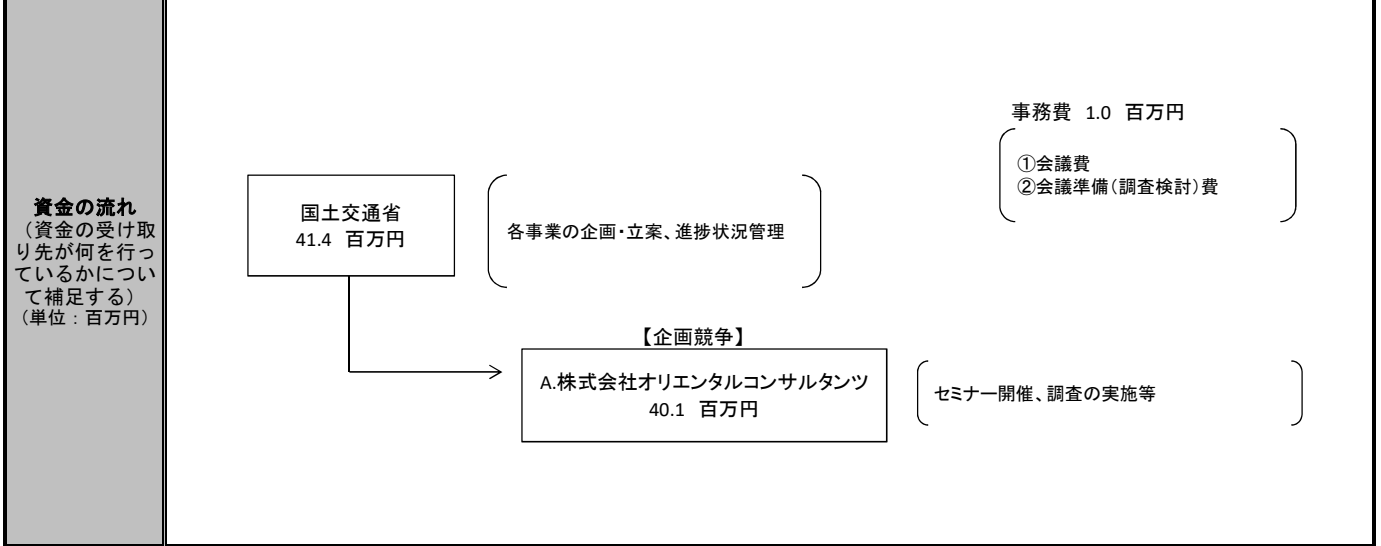 資金の流れ
（資金の受け取
り先が何を行っ
ているかについ
て補足する）
（単位：百万円）
事務費 1.0 百万円
①会議費
②会議準備（調査検討）費
国土交通省
41.4 百万円
各事業の企画・立案、進捗状況管理
【企画競争】
A.株式会社オリエンタルコンサルタンツ
40.1 百万円
セミナー開催、調査の実施等